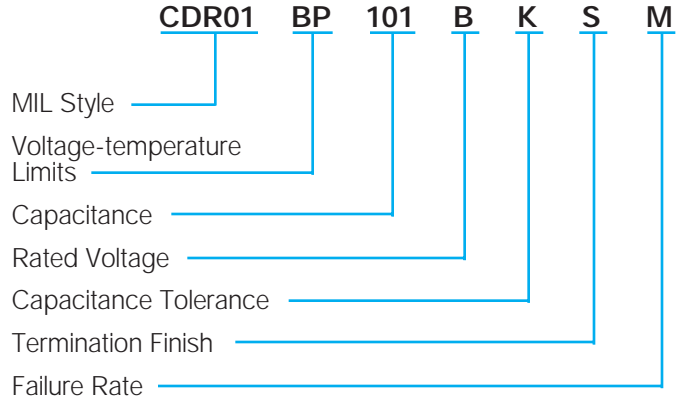 CDR01 BP 101 B K S M
MIL Style
Voltage-temperature
Limits
Capacitance
Rated Voltage
Capacitance Tolerance
Termination Finish
Failure Rate